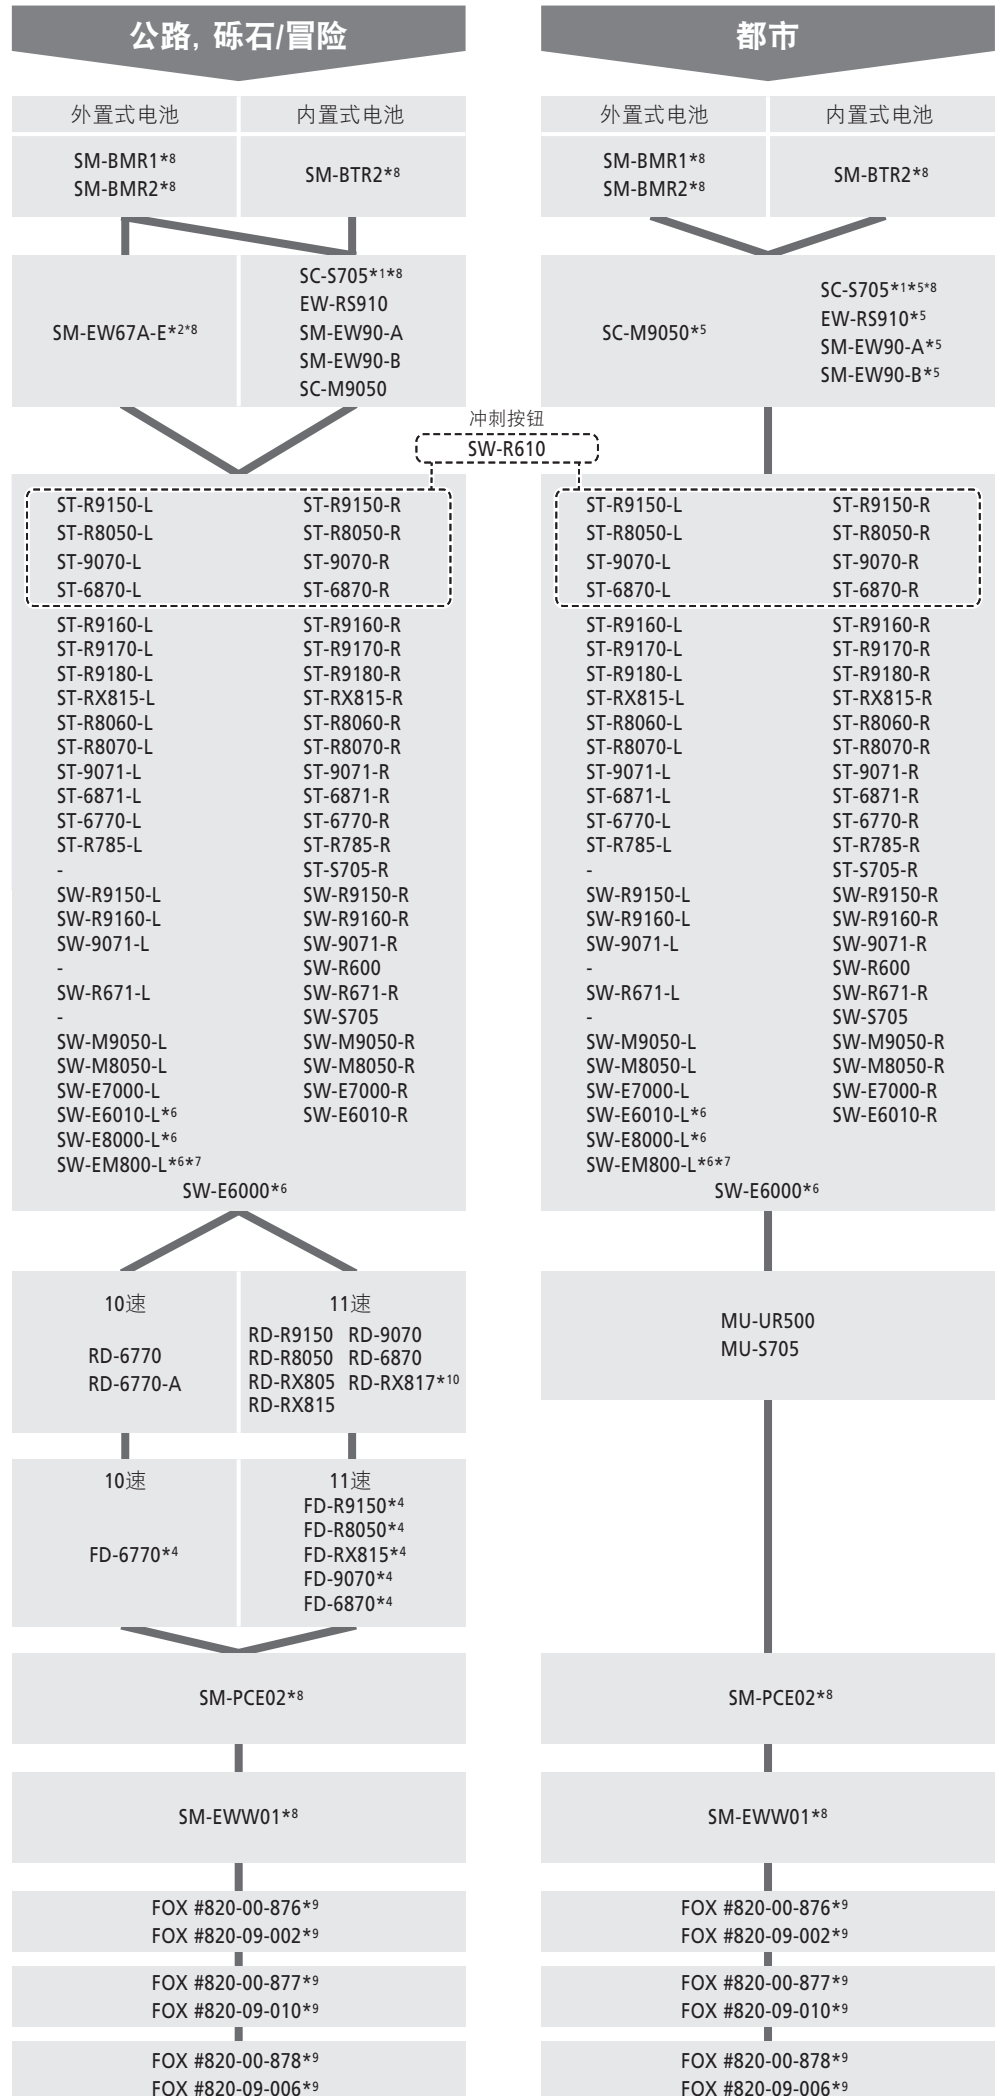 公路, 砾石/冒险
外置式电池 内置式电池
SM-BMR1*8
SM-BMR2*8
SM-BTR2*8
SM-EW67A-E*2*8
SC-S705*1*8
EW-RS910
SM-EW90-A
SM-EW90-B
SC-M9050
冲刺按钮
SW-R610
ST-R9150-L ST-R9150-R
ST-R8050-L ST-R8050-R
ST-9070-L ST-9070-R
ST-6870-L ST-6870-R
ST-R9160-L ST-R9160-R
ST-R9170-L ST-R9170-R
ST-R9180-L ST-R9180-R
ST-RX815-L ST-RX815-R
ST-R8060-L ST-R8060-R
ST-R8070-L ST-R8070-R
ST-9071-L ST-9071-R
ST-6871-L ST-6871-R
ST-6770-L ST-6770-R
ST-R785-L ST-R785-R
- ST-S705-R
SW-R9150-L SW-R9150-R
SW-R9160-L SW-R9160-R
SW-9071-L SW-9071-R
- SW-R600
SW-R671-L SW-R671-R
- SW-S705
SW-M9050-L SW-M9050-R
SW-M8050-L SW-M8050-R
SW-E7000-L SW-E7000-R
SW-E6010-L*6 SW-E6010-R
SW-E8000-L*6
SW-EM800-L*6*7
SW-E6000*6
10速
RD-6770
RD-6770-A
11速
RD-R9150 RD-9070
RD-R8050 RD-6870
RD-RX805 RD-RX817*10
RD-RX815
10速
FD-6770*4
11速
FD-R9150*4
FD-R8050*4
FD-RX815*4
FD-9070*4
FD-6870*4
SM-PCE02*8
SM-EWW01*8
FOX #820-00-876*9
FOX #820-09-002*9
FOX #820-00-877*9
FOX #820-09-010*9
FOX #820-00-878*9
FOX #820-09-006*9
都市
外置式电池 内置式电池
SM-BMR1*8
SM-BMR2*8
SM-BTR2*8
SC-M9050*5
SC-S705*1*5*8
EW-RS910*5
SM-EW90-A*5
SM-EW90-B*5
ST-R9150-L ST-R9150-R
ST-R8050-L ST-R8050-R
ST-9070-L ST-9070-R
ST-6870-L ST-6870-R
ST-R9160-L ST-R9160-R
ST-R9170-L ST-R9170-R
ST-R9180-L ST-R9180-R
ST-RX815-L ST-RX815-R
ST-R8060-L ST-R8060-R
ST-R8070-L ST-R8070-R
ST-9071-L ST-9071-R
ST-6871-L ST-6871-R
ST-6770-L ST-6770-R
ST-R785-L ST-R785-R
- ST-S705-R
SW-R9150-L SW-R9150-R
SW-R9160-L SW-R9160-R
SW-9071-L SW-9071-R
- SW-R600
SW-R671-L SW-R671-R
- SW-S705
SW-M9050-L SW-M9050-R
SW-M8050-L SW-M8050-R
SW-E7000-L SW-E7000-R
SW-E6010-L*6 SW-E6010-R
SW-E8000-L*6
SW-EM800-L*6*7
SW-E6000*6
MU-UR500
MU-S705
SM-PCE02*8
SM-EWW01*8
FOX #820-00-876*9
FOX #820-09-002*9
FOX #820-00-877*9
FOX #820-09-010*9
FOX #820-00-878*9
FOX #820-09-006*9